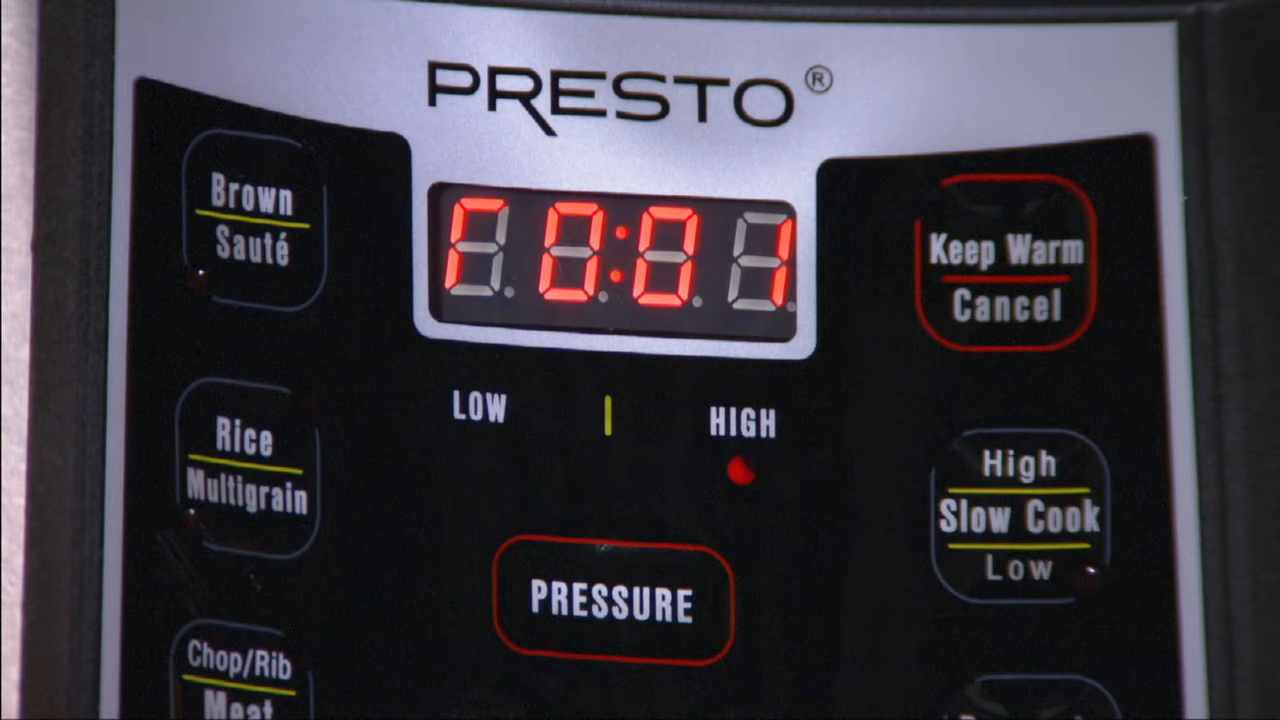 PRESTO®
Brown
Sauté
0:01
Keep Warm
Cancel
LOW | HIGH
Rice
Multigrain
High
Slow Cook
Low
PRESSURE
Chop/Rib
Meat